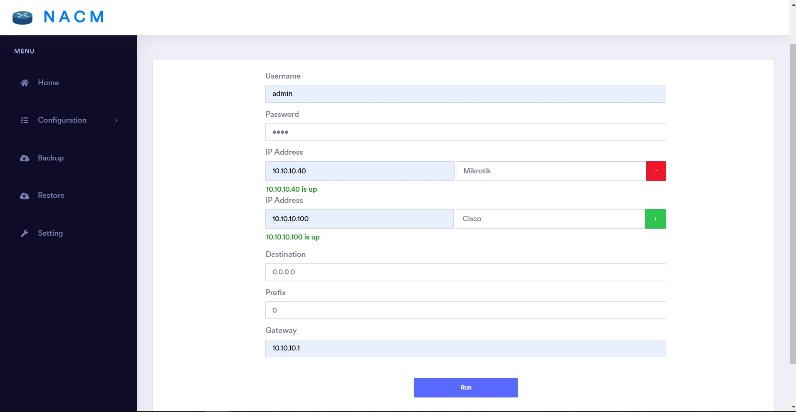 NACM
MENU
Home
Configuration
Backup
Restore
Setting
Username
admin
Password
••••
IP Address
10.10.10.40 Mikrotik -
10.10.10.40 is up
IP Address
10.10.10.100 Cisco +
10.10.10.100 is up
Destination
0.0.0.0
Prefix
0
Gateway
10.10.10.1
Run